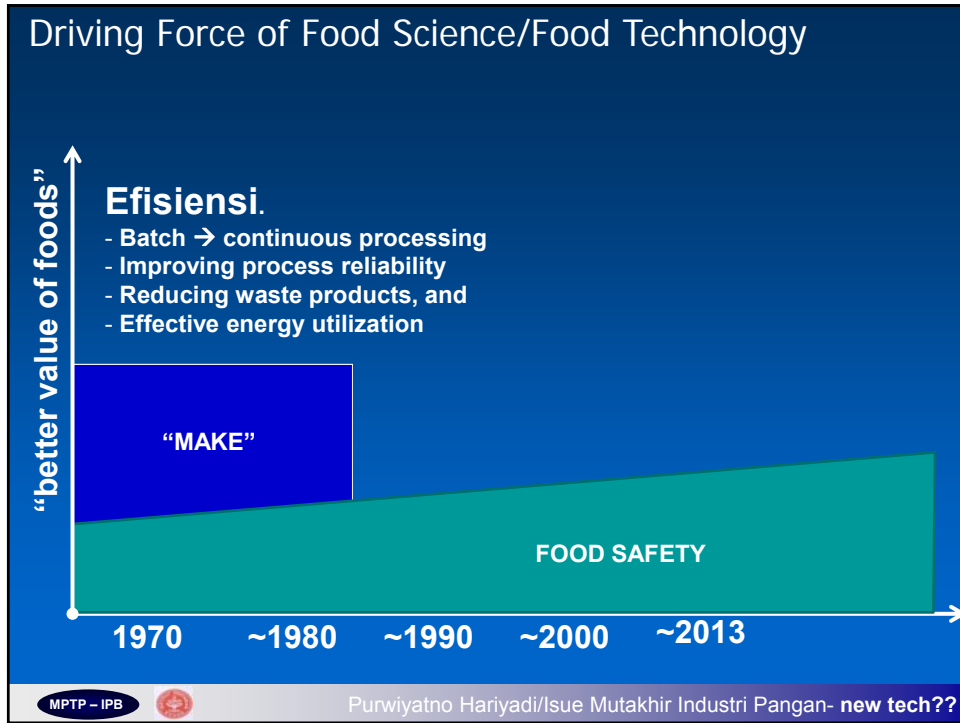 Driving Force of Food Science/Food Technology
“better value of foods”
Efisiensi.
- Batch → continuous processing
- Improving process reliability
- Reducing waste products, and
- Effective energy utilization
“MAKE”
FOOD SAFETY
1970 ~1980 ~1990 ~2000 ~2013
MPTP – IPB
Purwiyatno Hariyadi/Isue Mutakhir Industri Pangan- new tech??